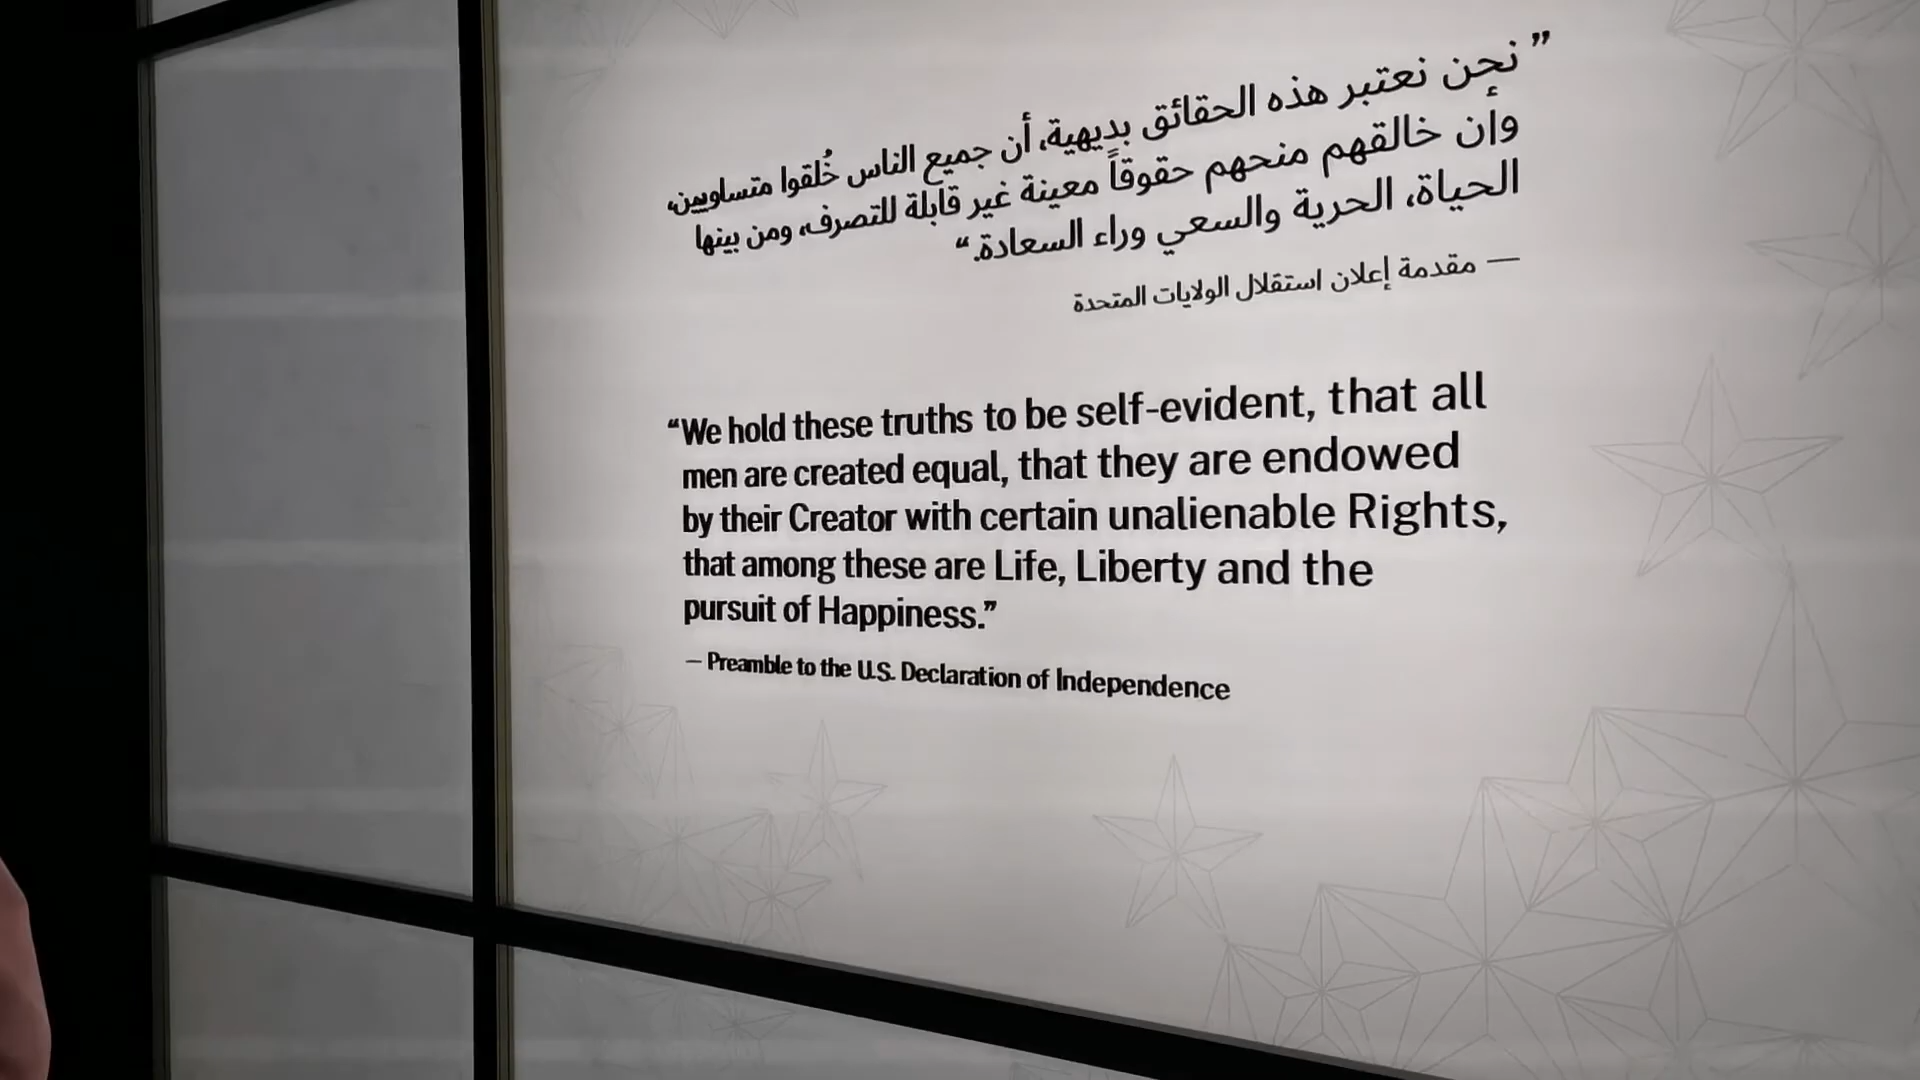 ” نحن نعتبر هذه الحقائق بديهية، أن جميع الناس خُلقوا متساويين،
وإن خالقهم منحهم حقوقاً معينة غير قابلة للتصرف، ومن بينها
الحياة، الحرية والسعي وراء السعادة.“
— مقدمة إعلان استقلال الولايات المتحدة
“We hold these truths to be self-evident, that all
men are created equal, that they are endowed
by their Creator with certain unalienable Rights,
that among these are Life, Liberty and the
pursuit of Happiness.”
— Preamble to the U.S. Declaration of Independence